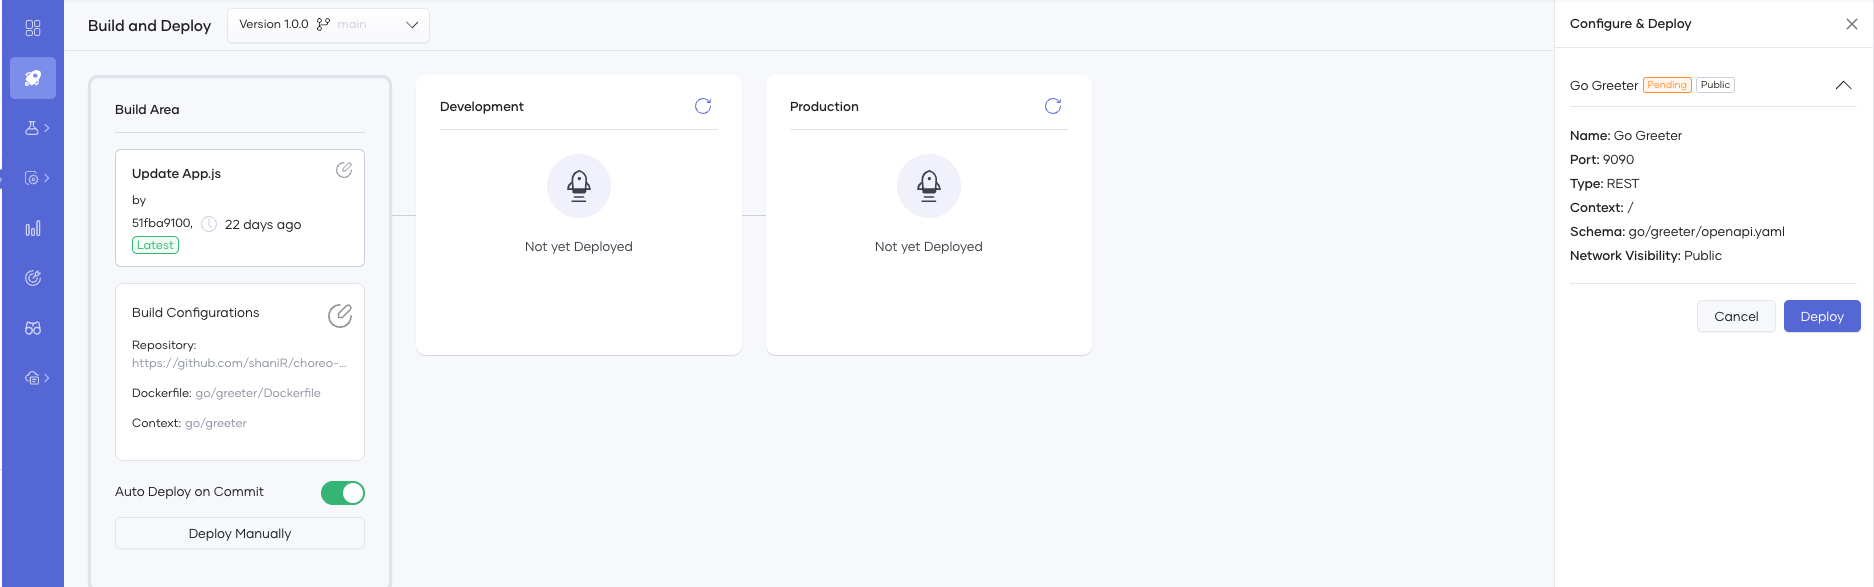 Build and Deploy
Version 1.0.0 main
Build Area
Update App.js
by
51fba9100, 22 days ago
Latest
Build Configurations
Repository:
https://github.com/shaniR/choreo-...
Dockerfile: go/greeter/Dockerfile
Context: go/greeter
Auto Deploy on Commit
Deploy Manually
Development
Not yet Deployed
Production
Not yet Deployed
Configure & Deploy
Go Greeter Pending Public
Name: Go Greeter
Port: 9090
Type: REST
Context: /
Schema: go/greeter/openapi.yaml
Network Visibility: Public
Cancel Deploy